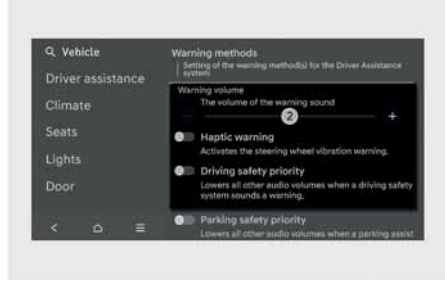 Vehicle
Driver assistance
Climate
Seats
Lights
Door
Warning methods
Setting of the warning method(s) for the Driver Assistance
system
Warning volume
The volume of the warning sound
2
Haptic warning
Activates the steering wheel vibration warning.
Driving safety priority
Lowers all other audio volumes when a driving safety
system sounds a warning.
Parking safety priority
Lowers all other audio volumes when a parking assist